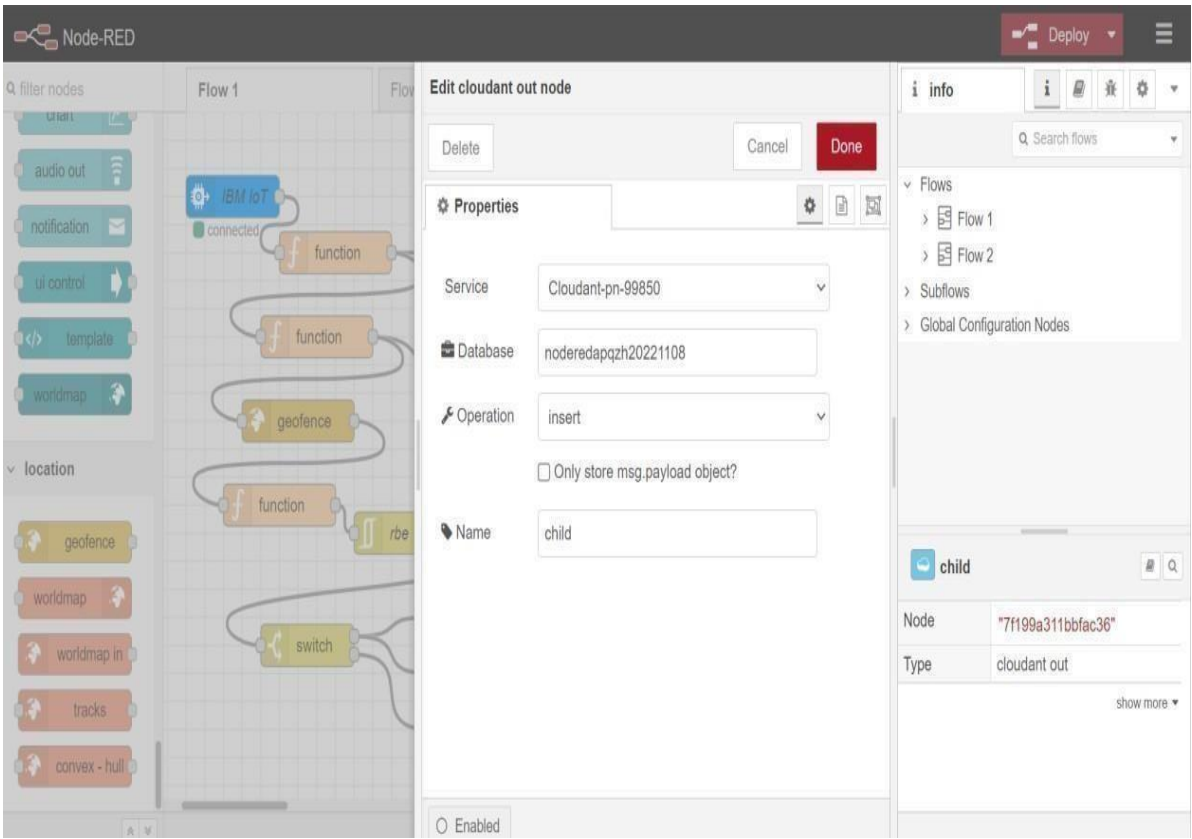 Node-RED
Deploy
filter nodes
chart
audio out
notification
ui control
</> template
worldmap
location
geofence
worldmap
worldmap in
tracks
convex - hull
Flow 1
Flow
IBM IoT
connected
function
function
geofence
function
rbe
switch
Edit cloudant out node
Delete
Cancel
Done
Properties
Service
Cloudant-pn-99850
Database
noderedapqzh20221108
Operation
insert
Only store msg.payload object?
Name
child
Enabled
i info
i
Search flows
Flows
Flow 1
Flow 2
Subflows
Global Configuration Nodes
child
Node
"7f199a311bbfac36"
Type
cloudant out
show more